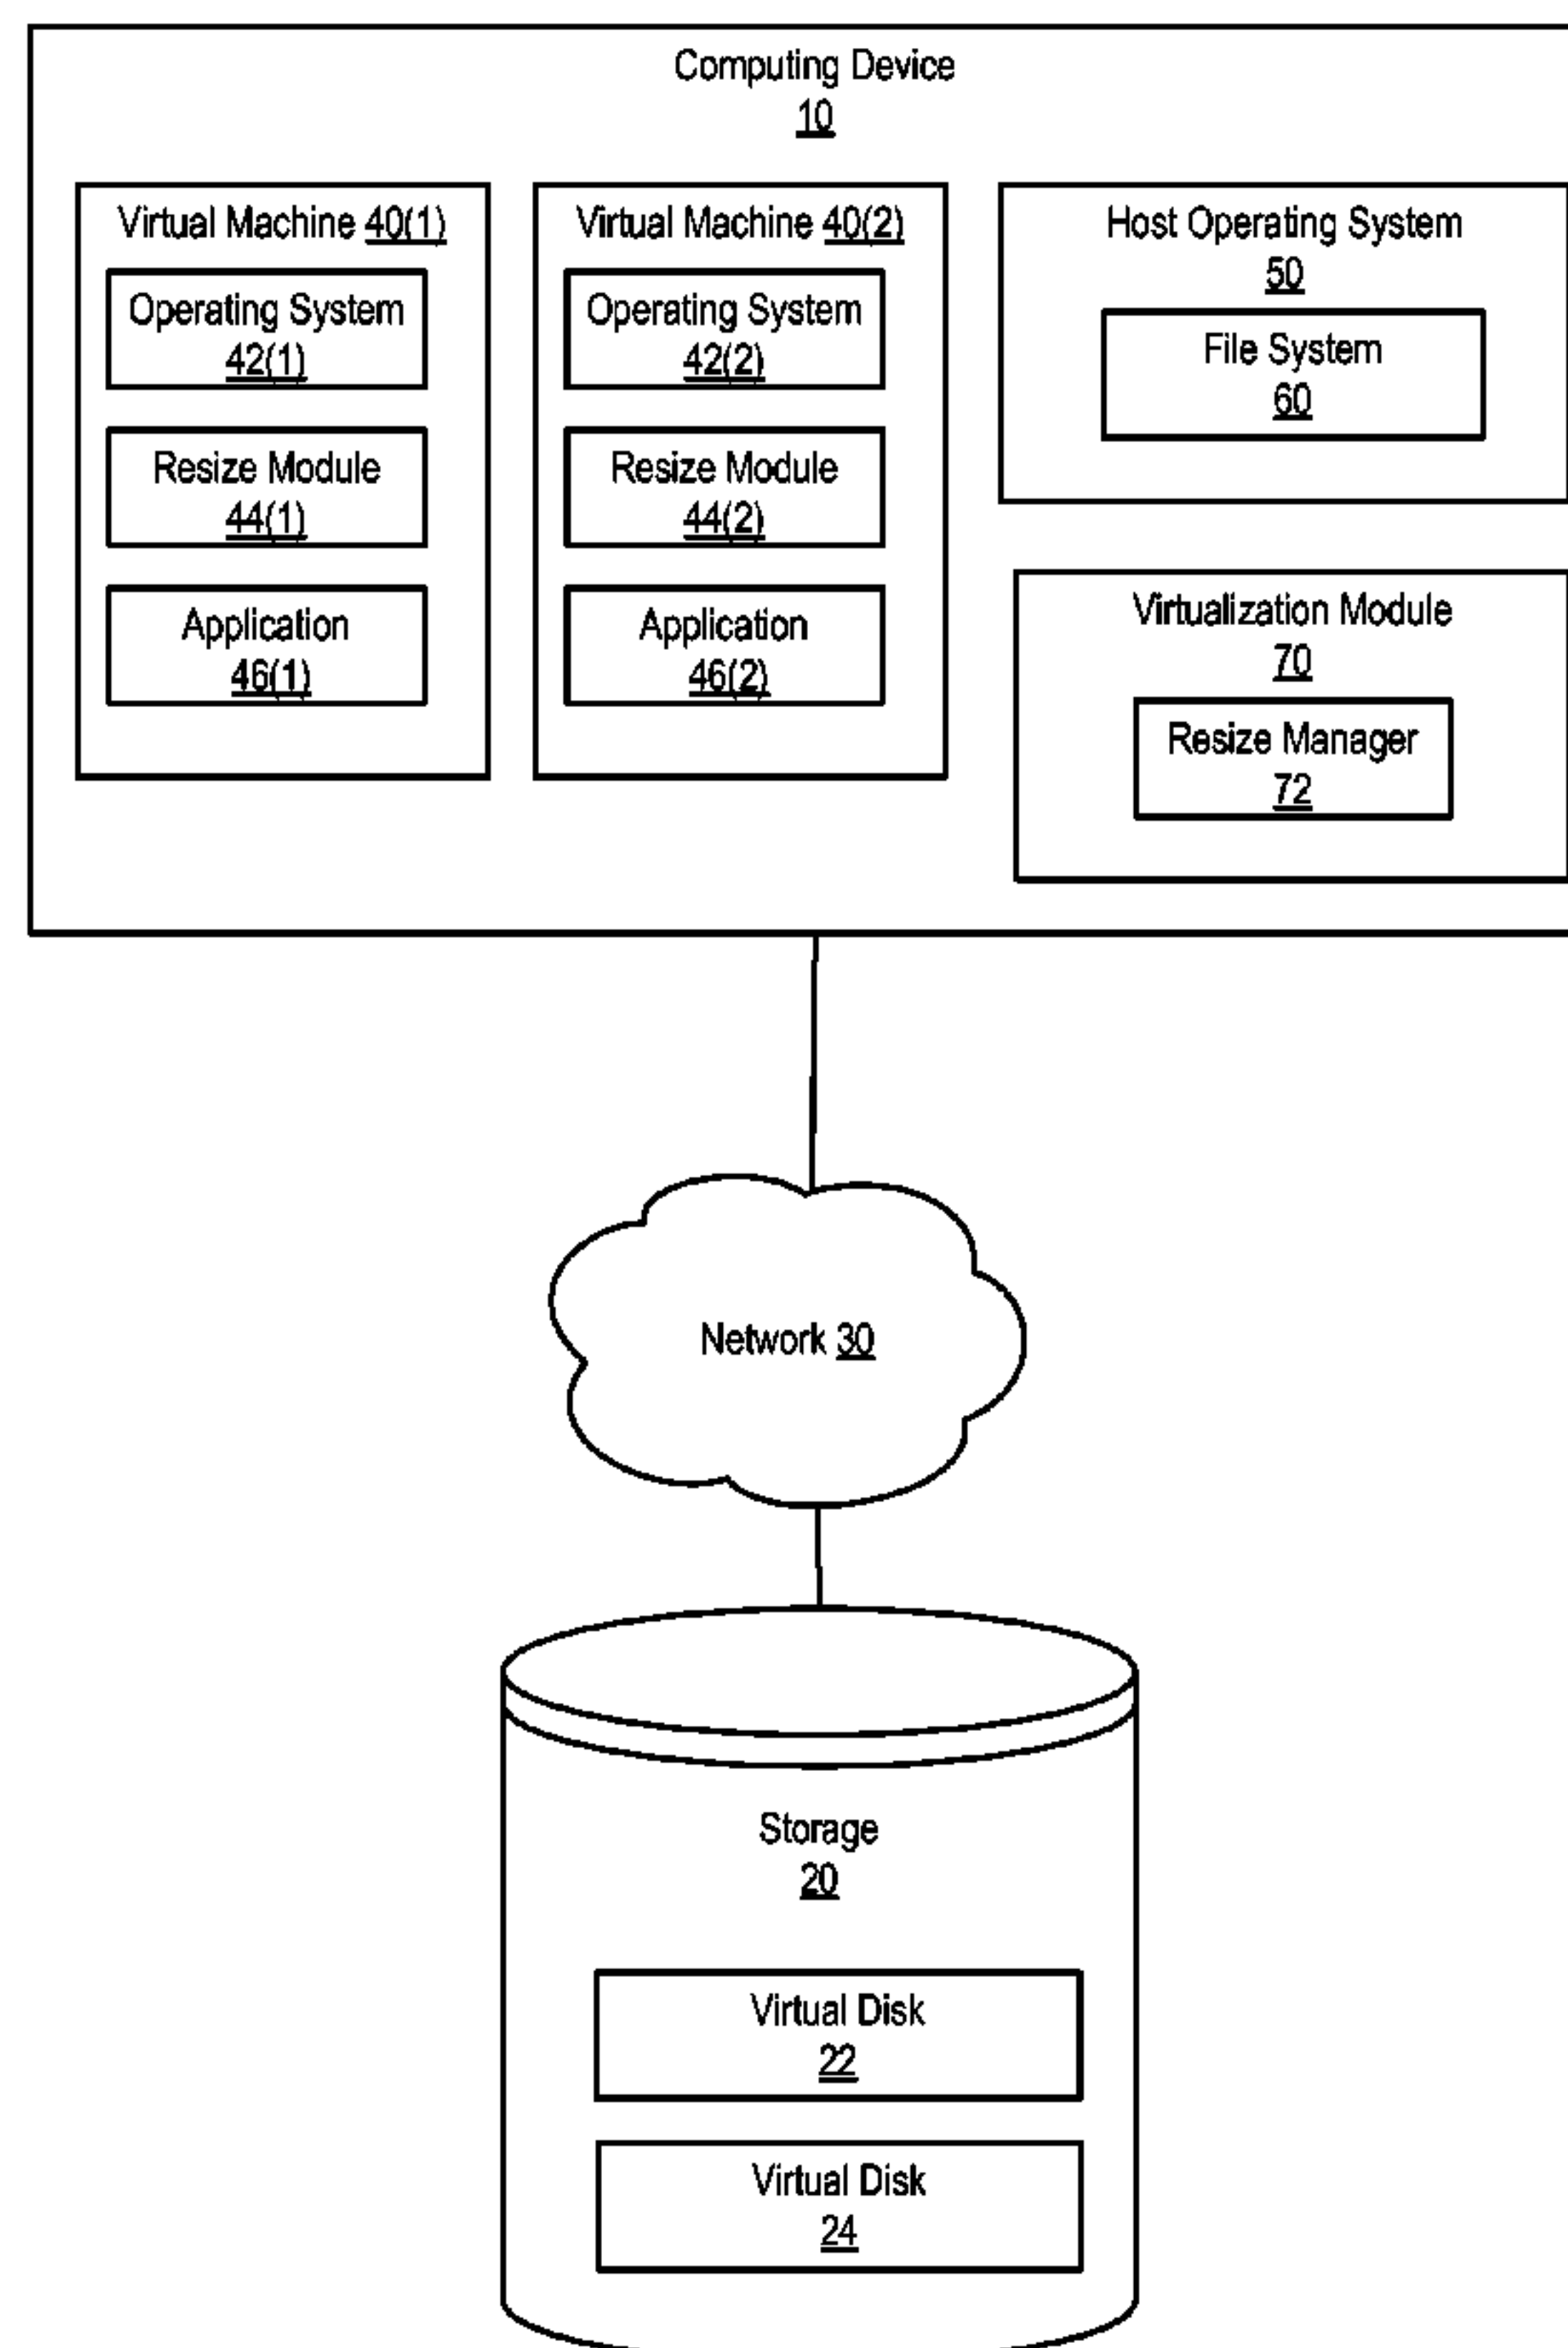 Computing Device
10
Virtual Machine 40(1)
Operating System
42(1)
Resize Module
44(1)
Application
46(1)
Virtual Machine 40(2)
Operating System
42(2)
Resize Module
44(2)
Application
46(2)
Host Operating System
50
File System
60
Virtualization Module
70
Resize Manager
72
Network 30
Storage
20
Virtual Disk
22
Virtual Disk
24